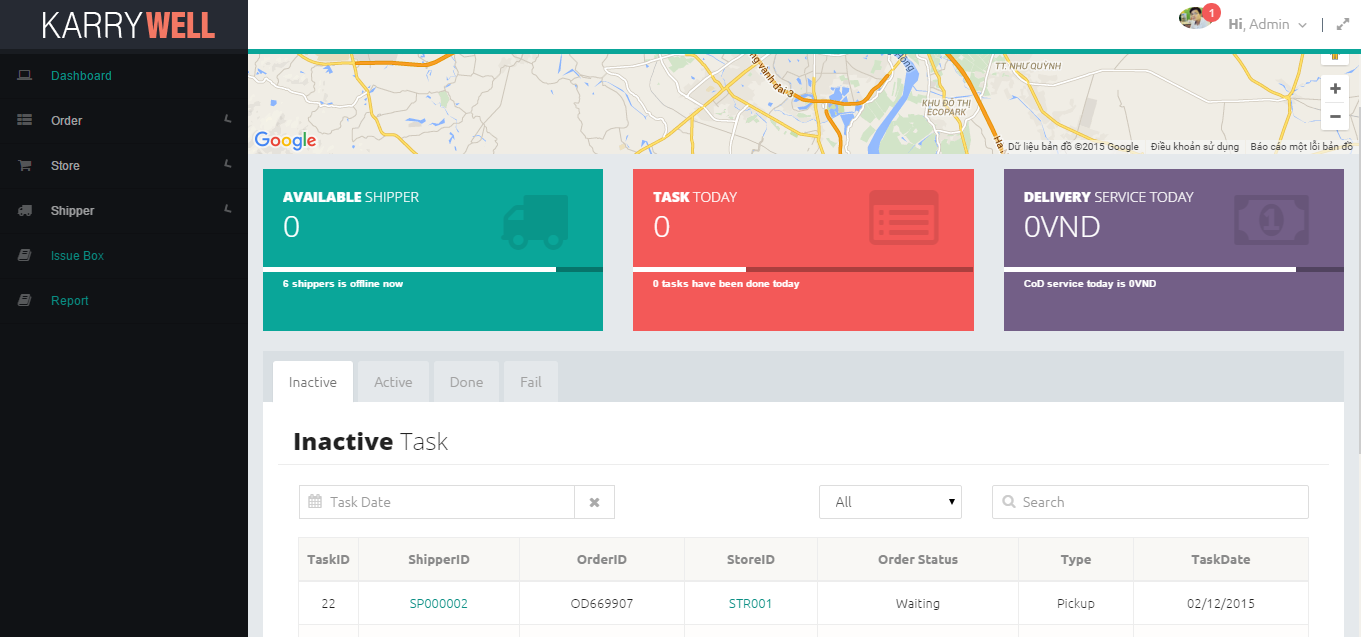 KARRYWELL
1
Hi, Admin
Dashboard
Order
Store
Shipper
Issue Box
Report
TT. NHƯ QUỲNH
KHU ĐÔ THỊ
ECOPARK
Google
Dữ liệu bản đồ ©2015 Google
Điều khoản sử dụng
Báo cáo một lỗi bản đồ
AVAILABLE SHIPPER
0
6 shippers is offline now
TASK TODAY
0
0 tasks have been done today
DELIVERY SERVICE TODAY
0VND
1
CoD service today is 0VND
Inactive
Active
Done
Fail
Inactive Task
Task Date
All
Search
TaskID ShipperID OrderID StoreID Order Status Type TaskDate
22 SP000002 OD669907 STR001 Waiting Pickup 02/12/2015